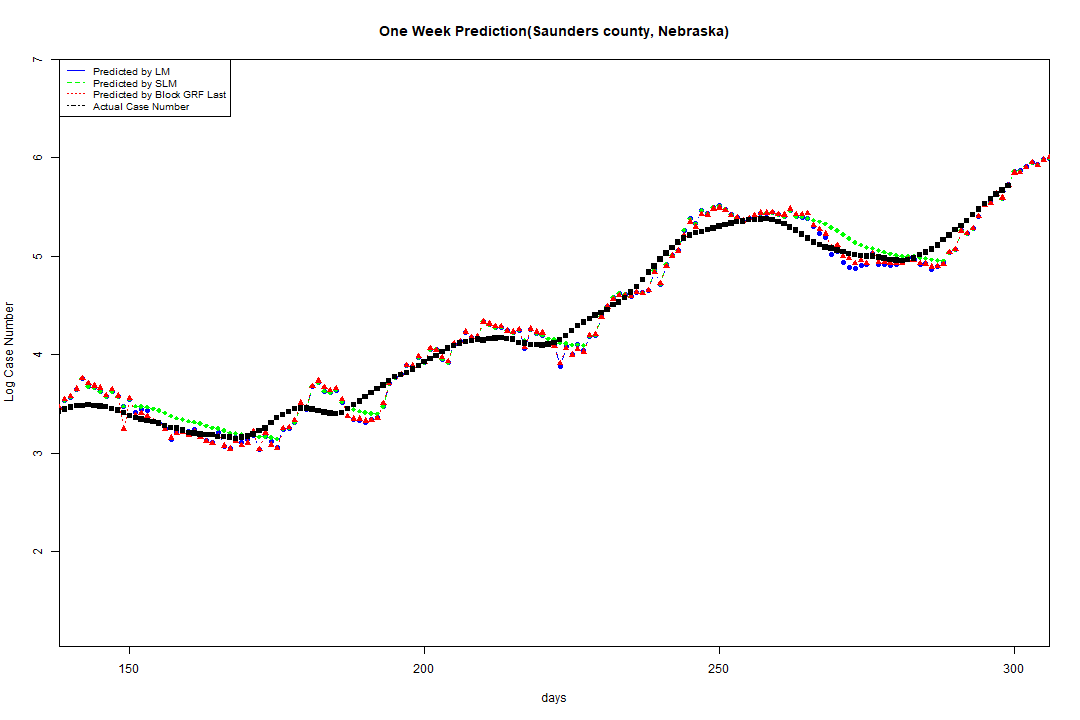 One Week Prediction(Saunders county, Nebraska)
Predicted by LM
Predicted by SLM
Predicted by Block GRF Last
Actual Case Number
7
6
5
4
3
2
Log Case Number
150
200
250
300
days